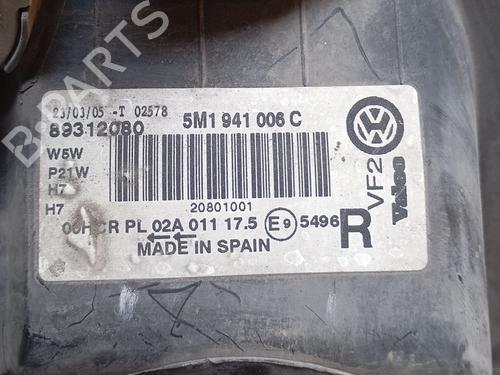 B-PARTS
23/03/05 -T 02578
89312080 5M1 941 006 C
W5W
P21W
H7
H7
20801001
00HCR PL 02A 011 17.5 E9 5496 R
MADE IN SPAIN
VF2
Valeo